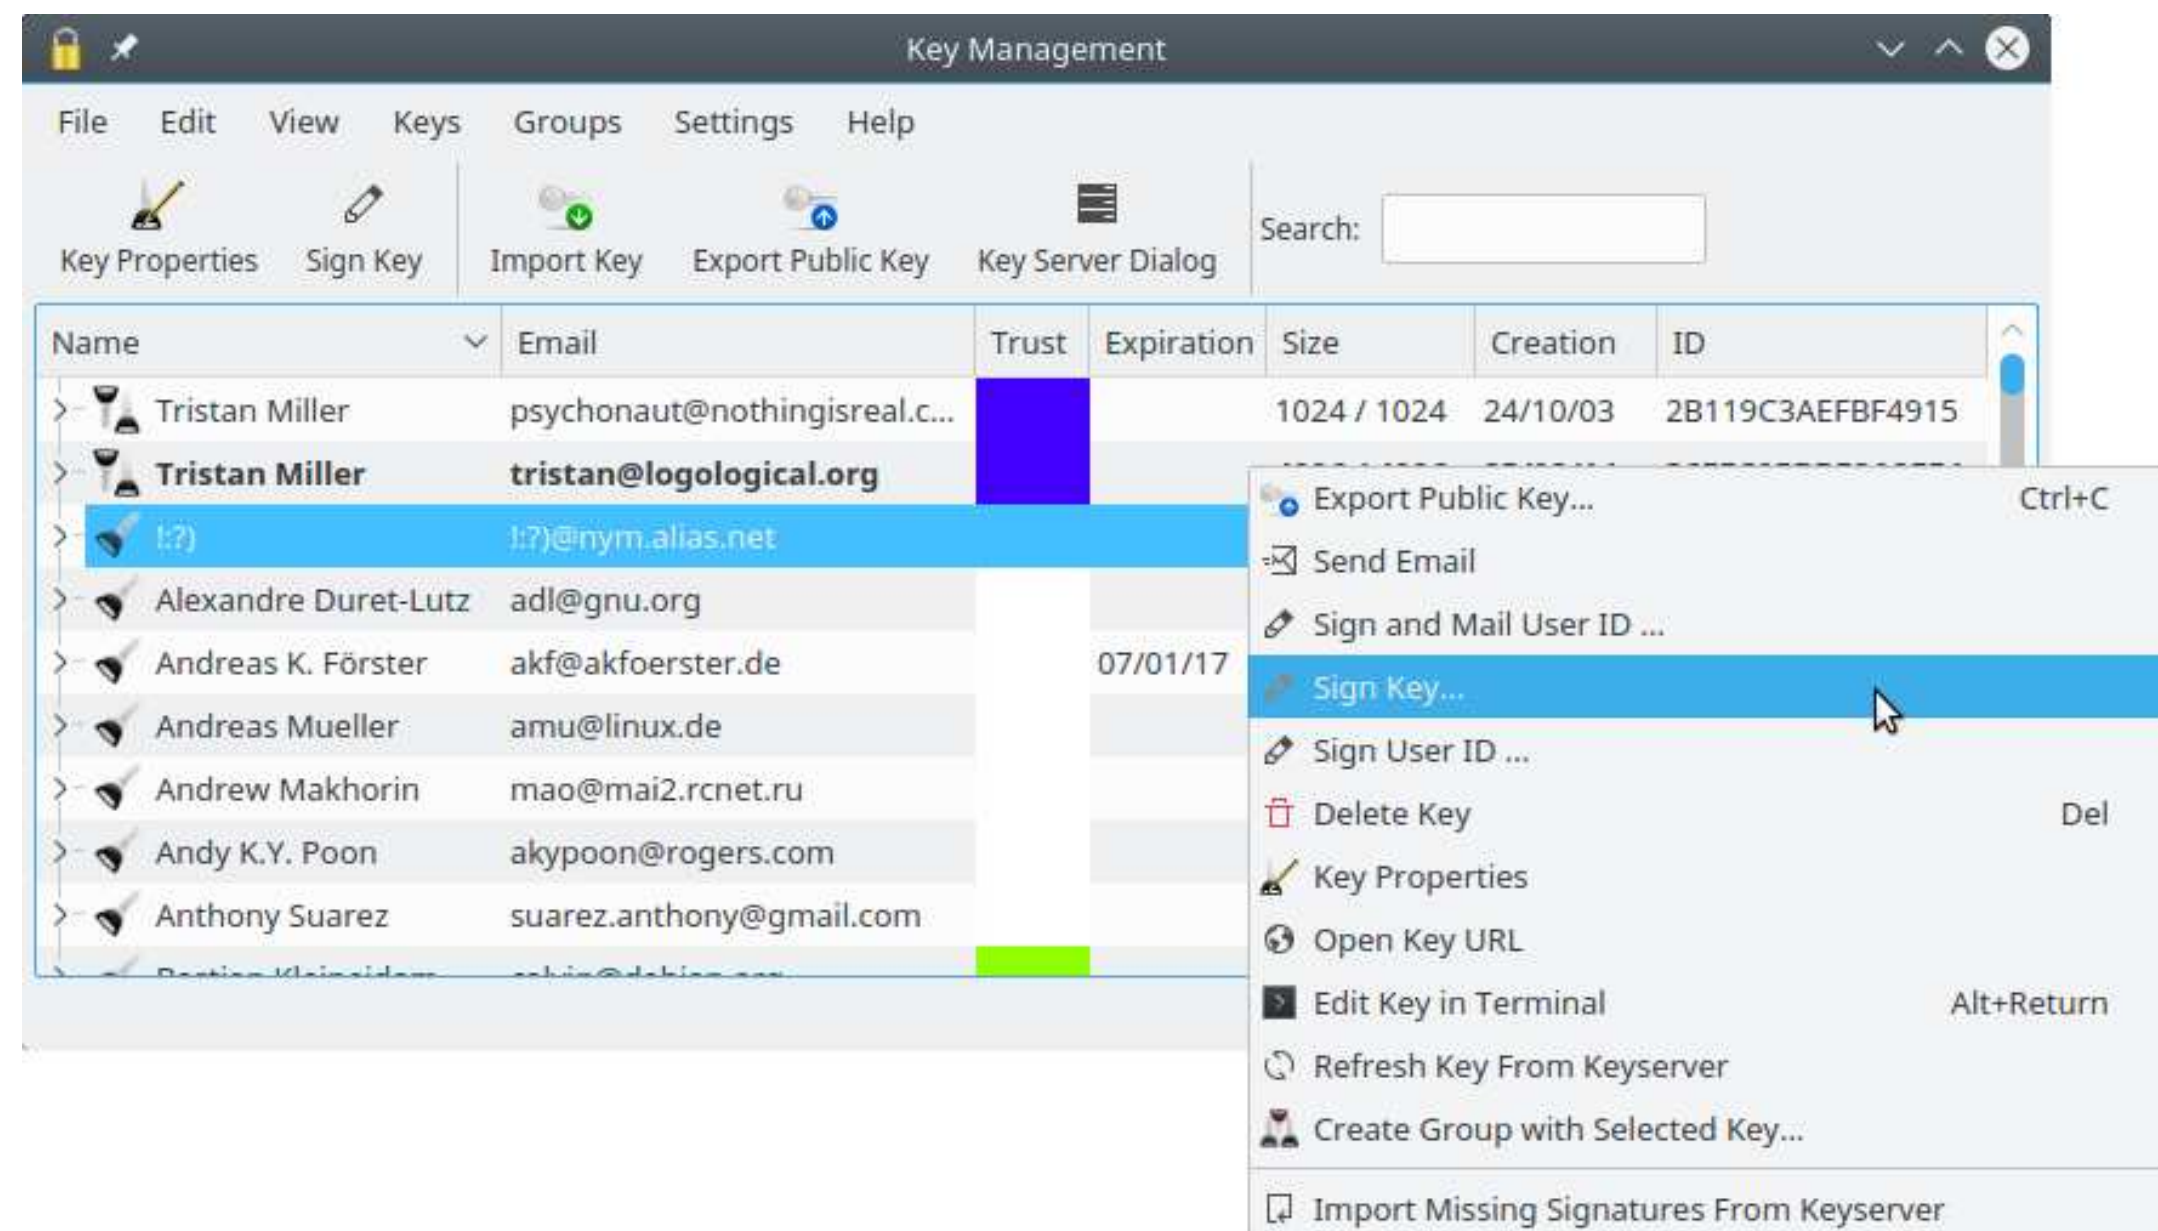 Key Management
File Edit View Keys Groups Settings Help
Key Properties Sign Key Import Key Export Public Key Key Server Dialog Search:
Name Email Trust Expiration Size Creation ID
Tristan Miller psychonaut@nothingisreal.c... 1024 / 1024 24/10/03 2B119C3AEFBF4915
Tristan Miller tristan@logological.org
!:?) !:?)@nym.alias.net
Alexandre Duret-Lutz adl@gnu.org
Andreas K. Förster akf@akfoerster.de 07/01/17
Andreas Mueller amu@linux.de
Andrew Makhorin mao@mai2.rcnet.ru
Andy K.Y. Poon akypoon@rogers.com
Anthony Suarez suarez.anthony@gmail.com
Export Public Key... Ctrl+C
Send Email
Sign and Mail User ID ...
Sign Key...
Sign User ID ...
Delete Key Del
Key Properties
Open Key URL
Edit Key in Terminal Alt+Return
Refresh Key From Keyserver
Create Group with Selected Key...
Import Missing Signatures From Keyserver